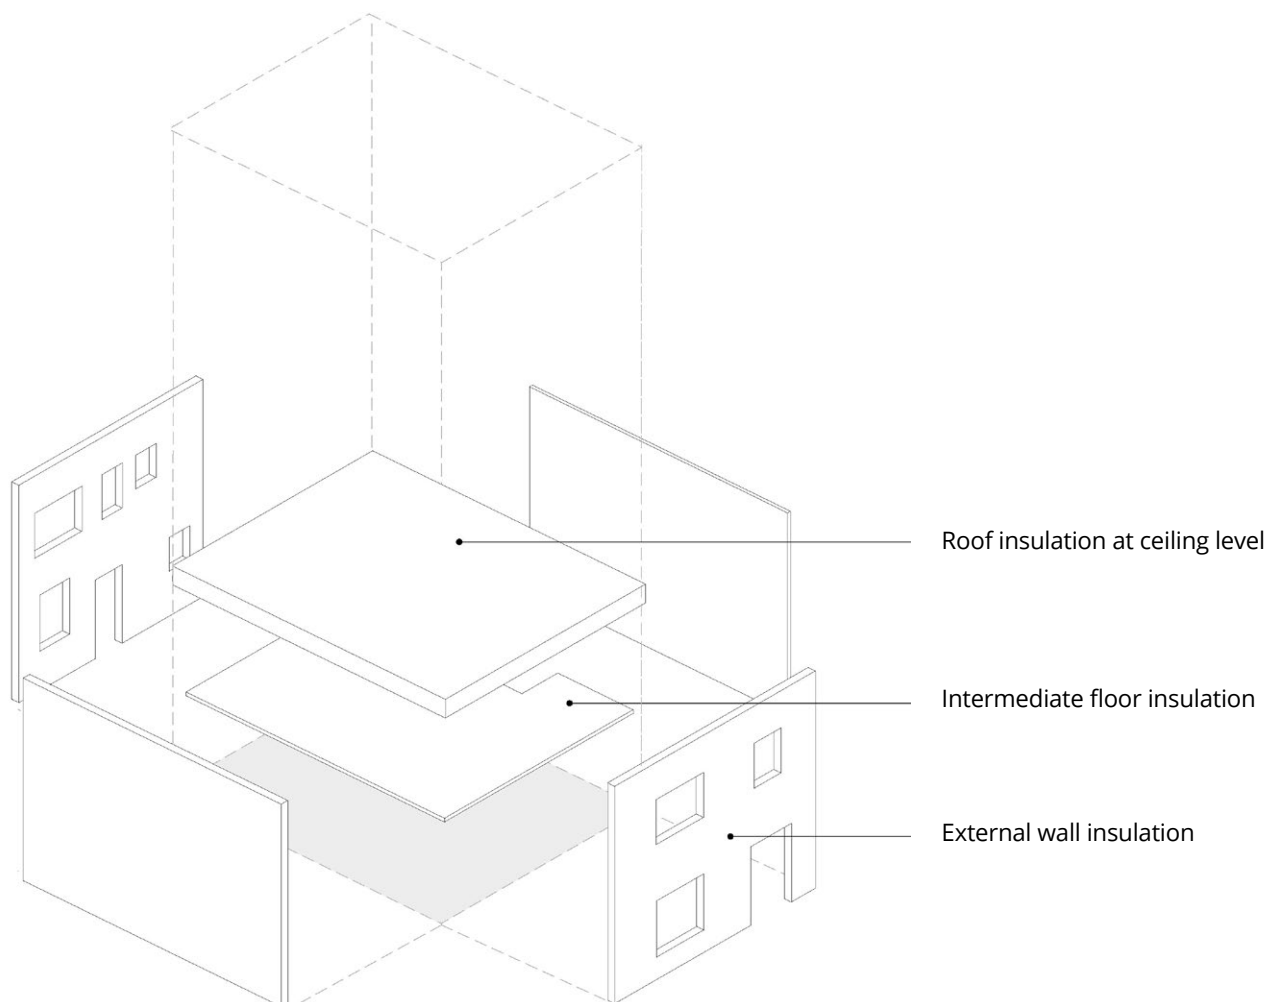 Roof insulation at ceiling level
Intermediate floor insulation
External wall insulation